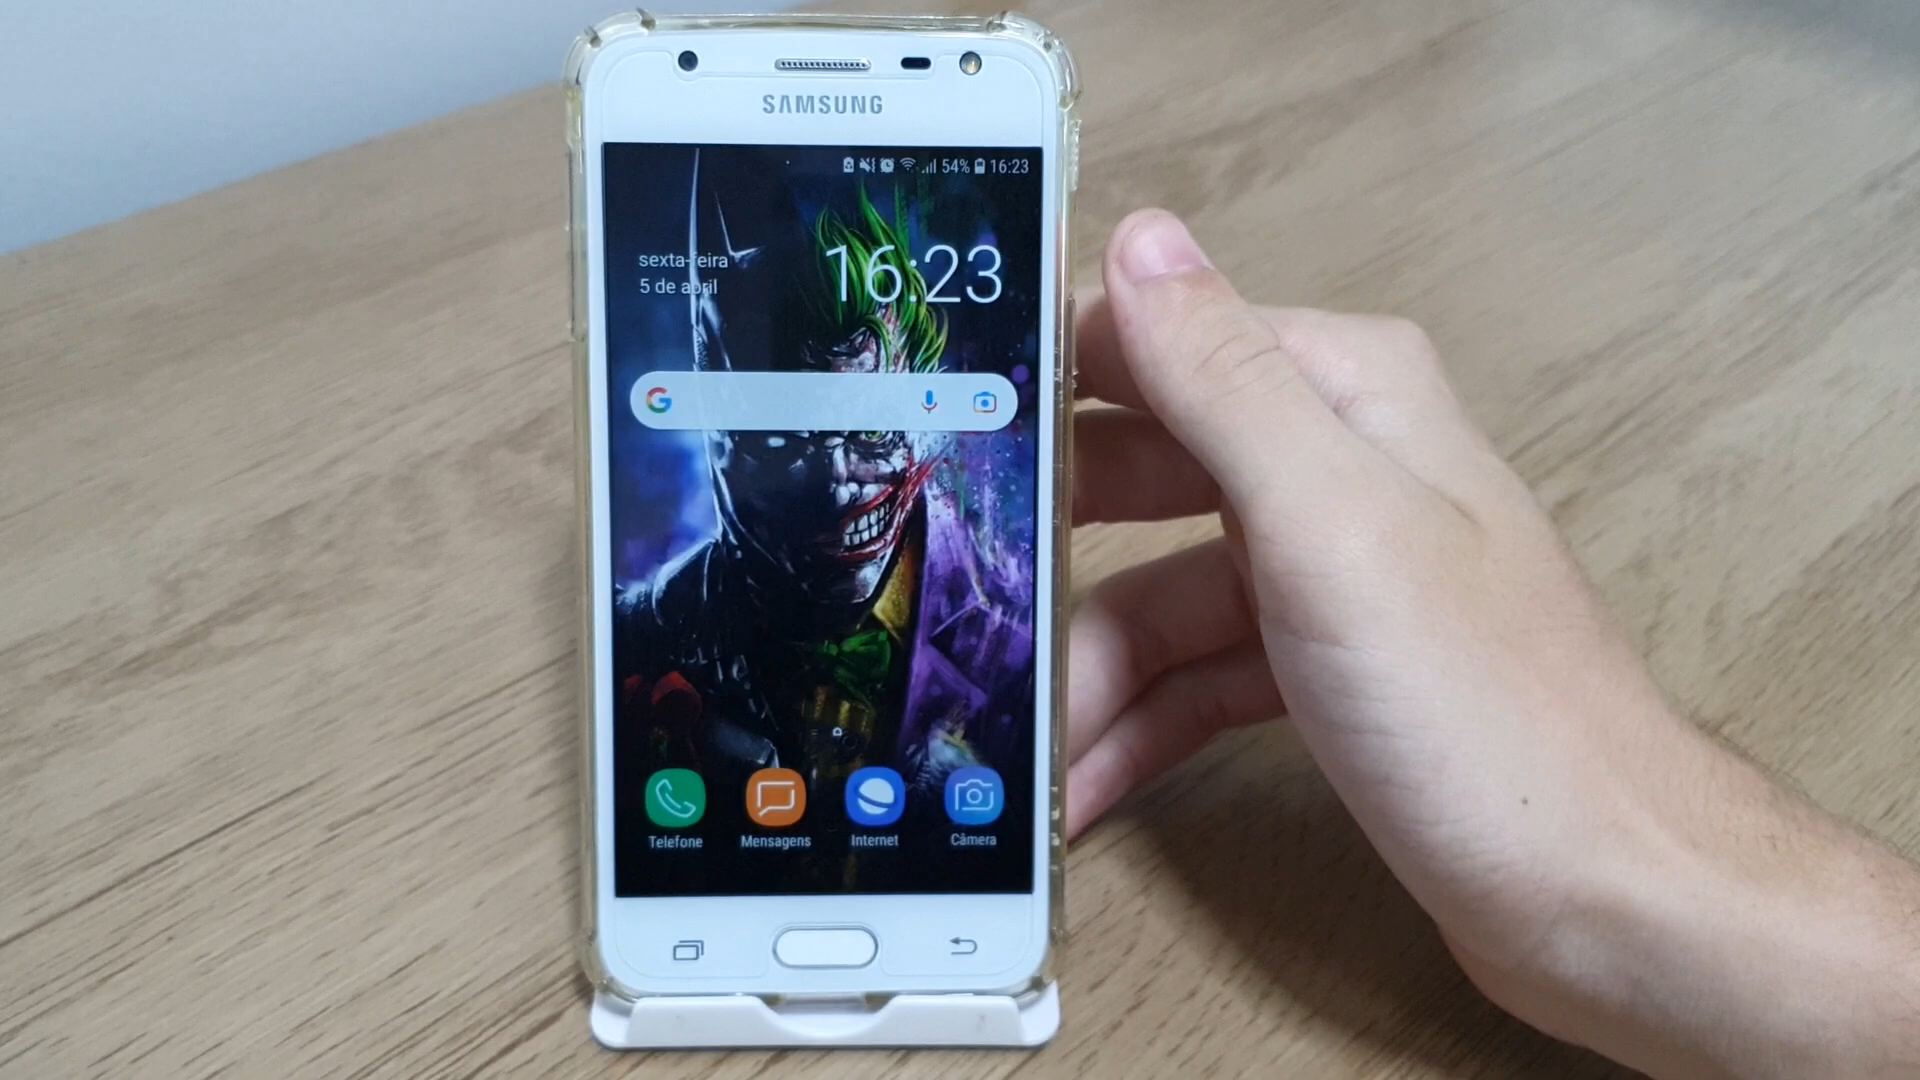 SAMSUNG
54% 16:23
sexta-feira
5 de abril
16:23
G
Telefone Mensagens Internet Câmera